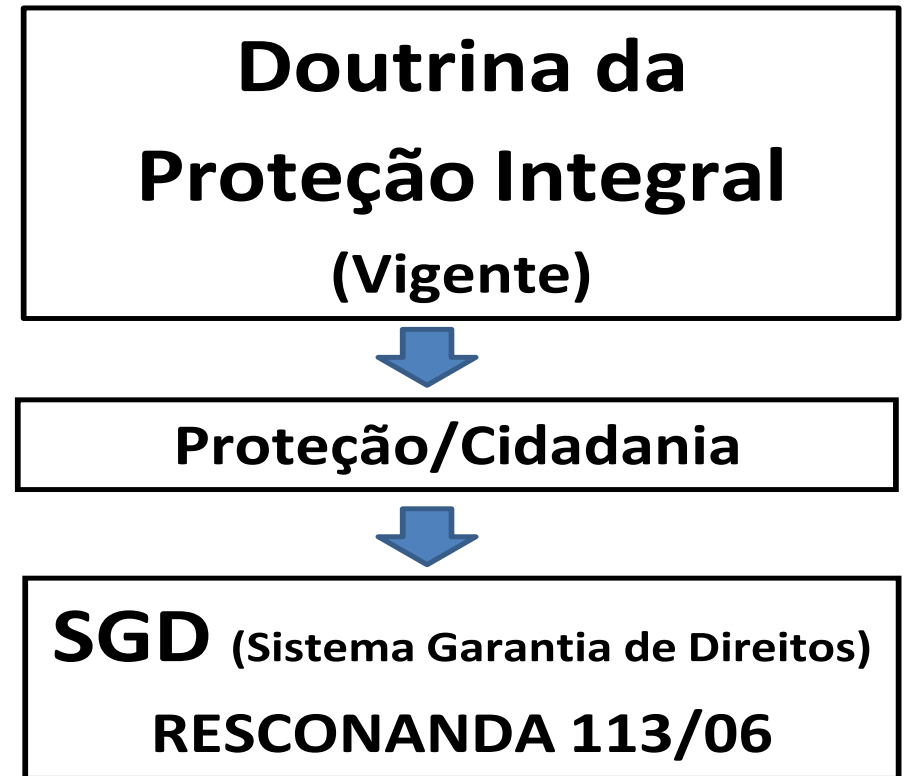 Doutrina da
Proteção Integral
(Vigente)
Proteção/Cidadania
SGD (Sistema Garantia de Direitos)
RESCONANDA 113/06